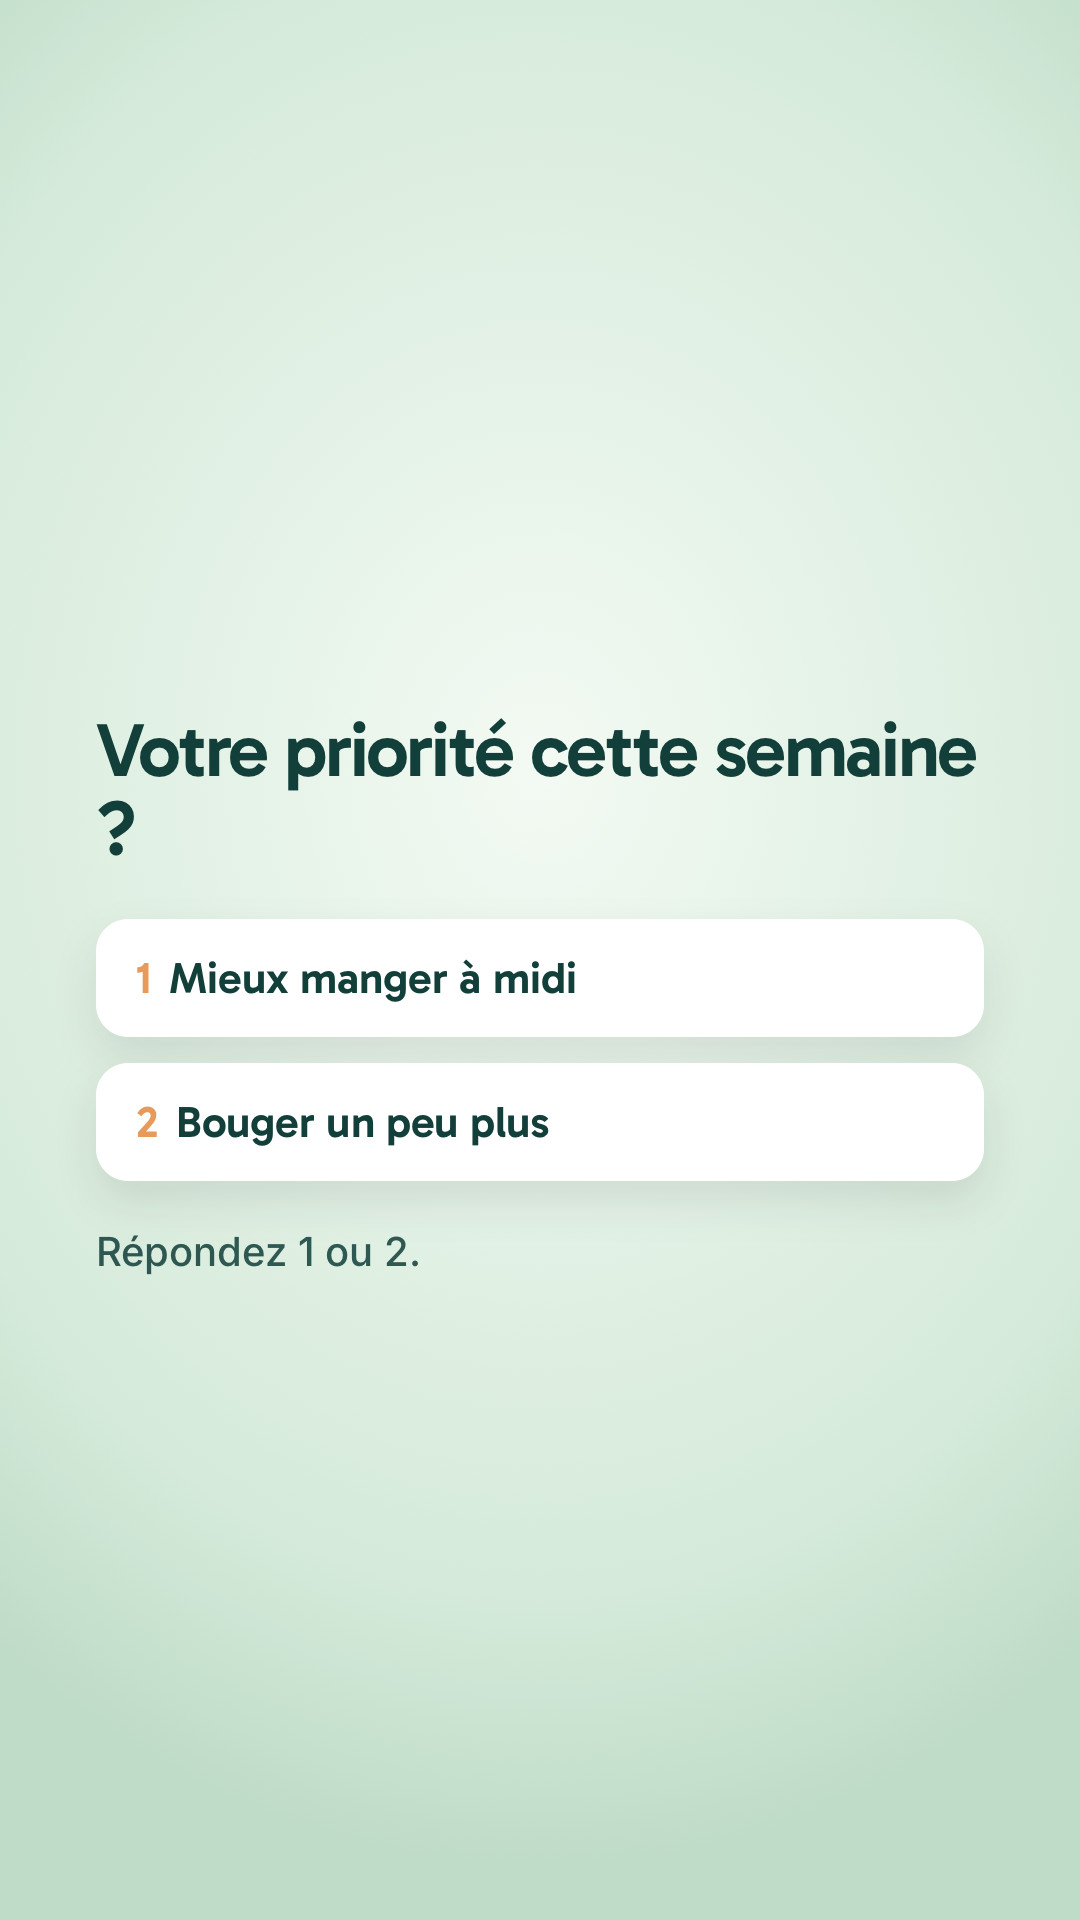 Votre priorité cette semaine
?
1 Mieux manger à midi
2 Bouger un peu plus
Répondez 1 ou 2.